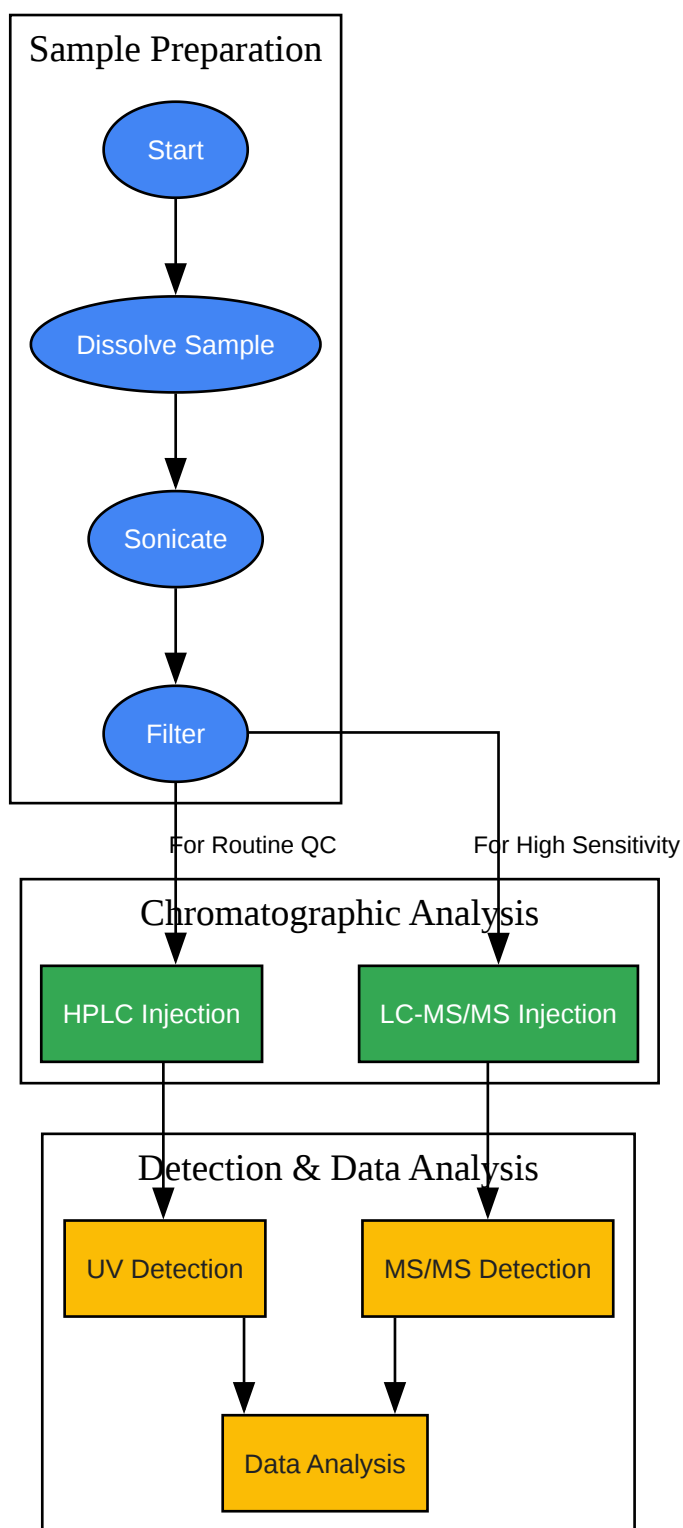 Sample Preparation
Start
Dissolve Sample
Sonicate
Filter
For Routine QC
For High Sensitivity
Chromatographic Analysis
HPLC Injection
LC-MS/MS Injection
Detection & Data Analysis
UV Detection
MS/MS Detection
Data Analysis